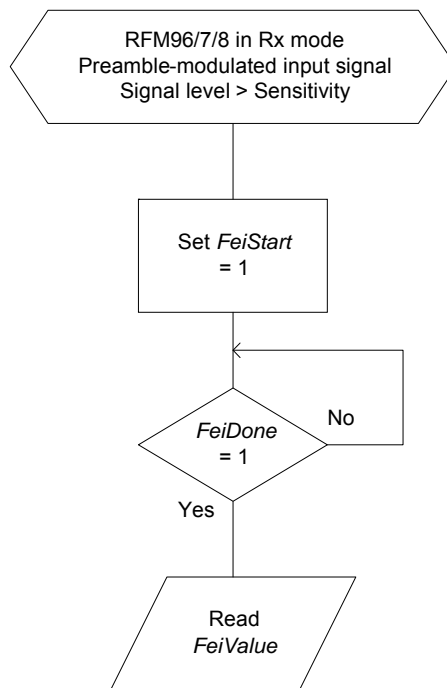 RFM96/7/8 in Rx mode
Preamble-modulated input signal
Signal level > Sensitivity
Set FeiStart
= 1
FeiDone
= 1
No
Yes
Read
FeiValue